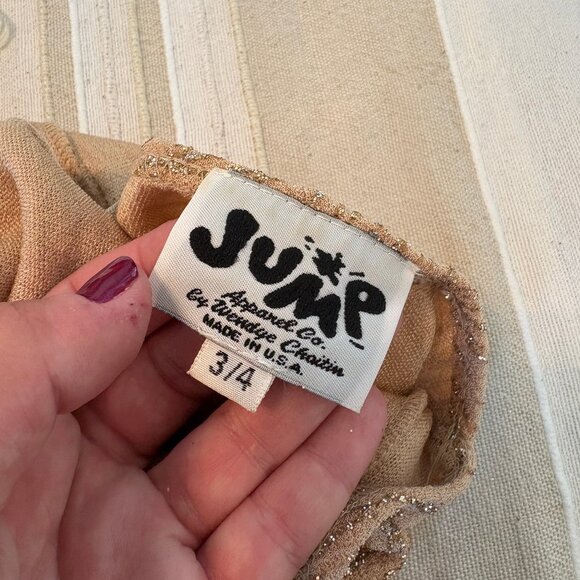 JUMP
Apparel Co.
by Wendye Chaitin
MADE IN U.S.A.
3/4